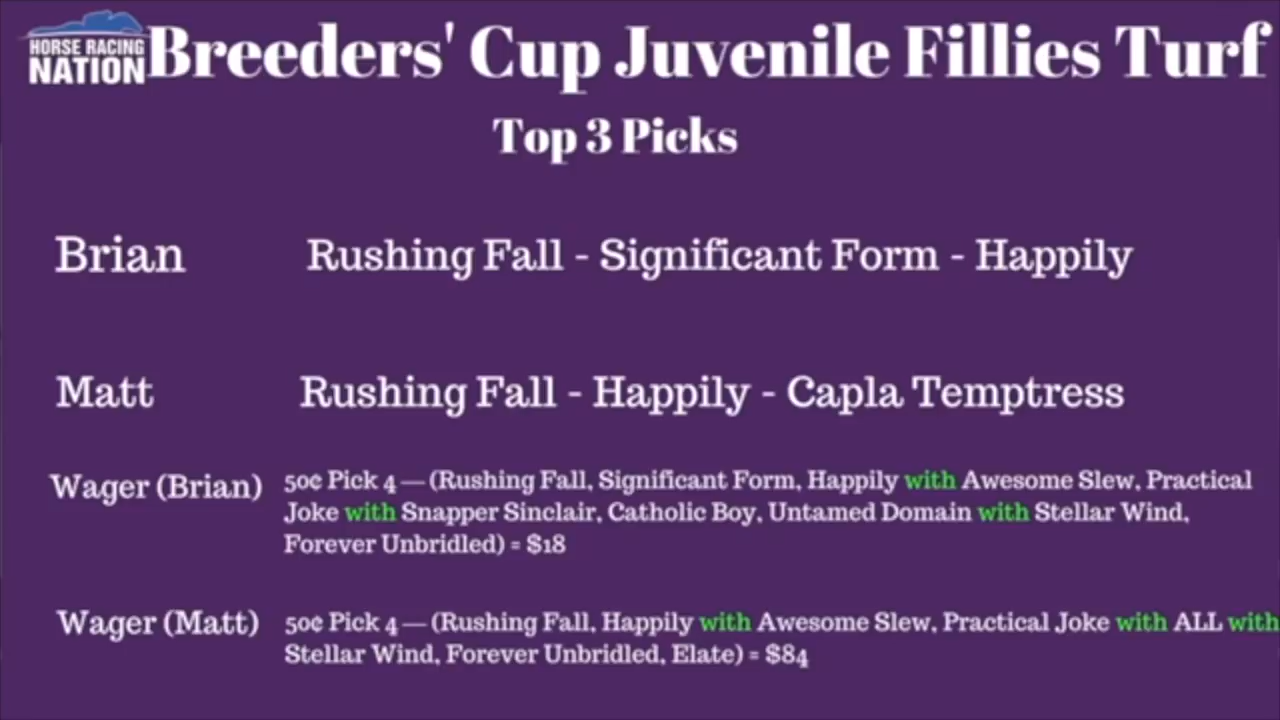 HORSE RACING
NATION
Breeders' Cup Juvenile Fillies Turf
Top 3 Picks
Brian Rushing Fall - Significant Form - Happily
Matt Rushing Fall - Happily - Capla Temptress
Wager (Brian) 50¢ Pick 4 — (Rushing Fall, Significant Form, Happily with Awesome Slew, Practical
Joke with Snapper Sinclair, Catholic Boy, Untamed Domain with Stellar Wind,
Forever Unbridled) = $18
Wager (Matt) 50¢ Pick 4 — (Rushing Fall, Happily with Awesome Slew, Practical Joke with ALL with
Stellar Wind, Forever Unbridled, Elate) = $84